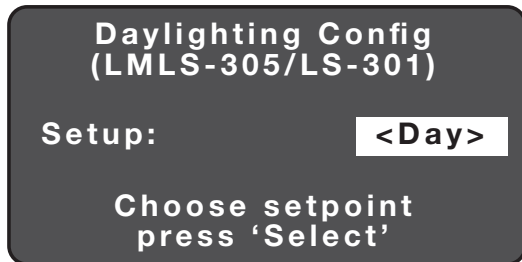 Daylighting Config
(LMLS-305/LS-301)
Setup: <Day>
Choose setpoint
press ‘Select’